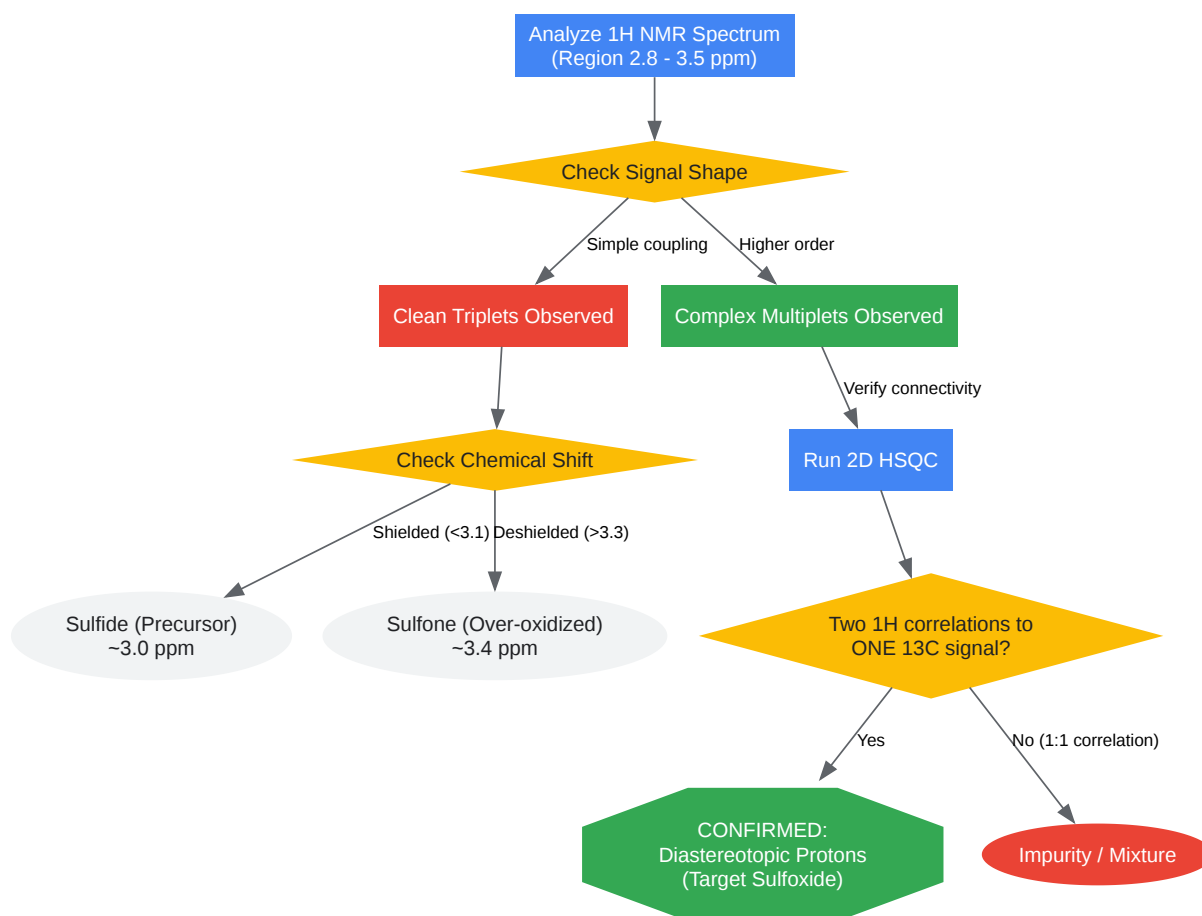 Analyze 1H NMR Spectrum
(Region 2.8 - 3.5 ppm)
Check Signal Shape
Simple coupling
Higher order
Clean Triplets Observed
Complex Multiplets Observed
Verify connectivity
Check Chemical Shift
Run 2D HSQC
Shielded (<3.1)
Deshielded (>3.3)
Sulfide (Precursor)
~3.0 ppm
Sulfone (Over-oxidized)
~3.4 ppm
Two 1H correlations to
ONE 13C signal?
Yes
No (1:1 correlation)
CONFIRMED:
Diastereotopic Protons
(Target Sulfoxide)
Impurity / Mixture